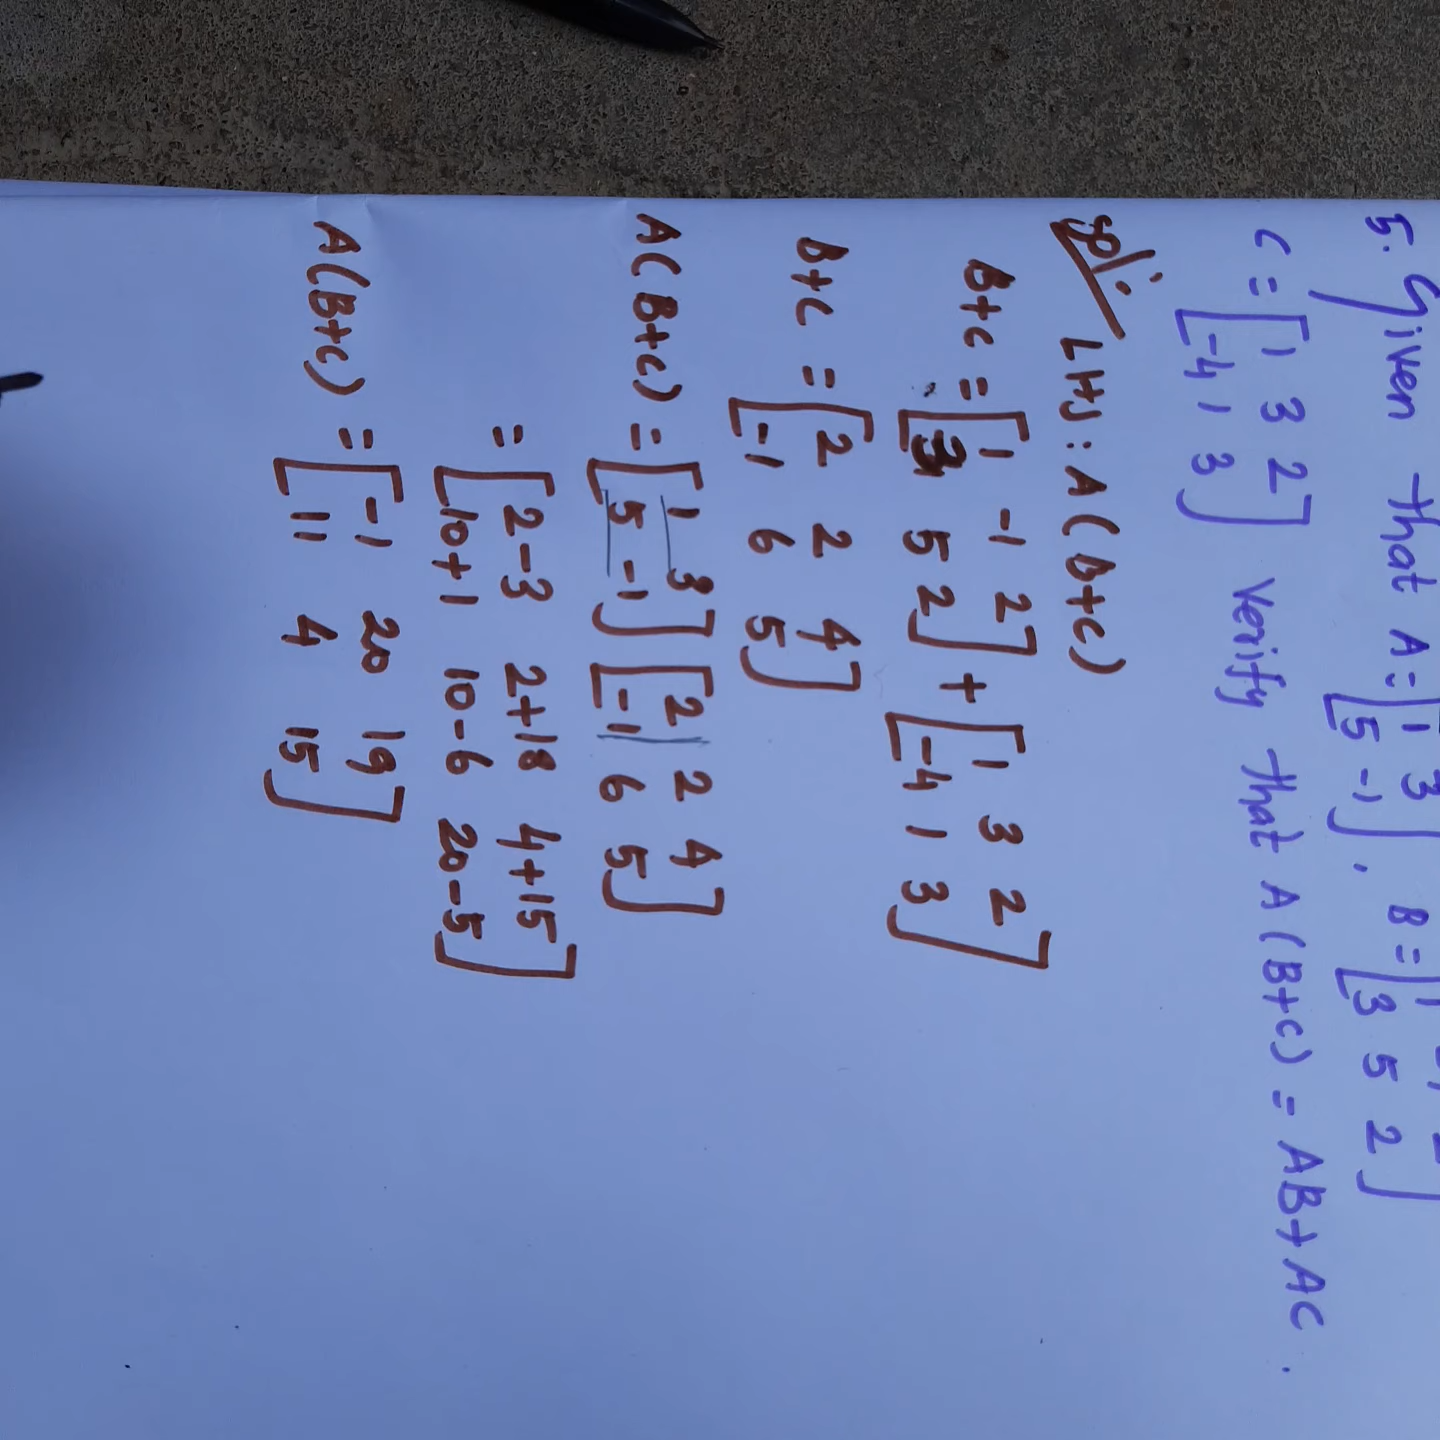 5. Given that A = [1 3
5 -1], B = [1 -1 2
3 5 2]
C = [1 3 2
-4 1 3] Verify that A(B+C) = AB+AC.
Sol:
LHS: A(B+C)
B+C = [1 -1 2
3 5 2] + [1 3 2
-4 1 3]
B+C = [2 2 4
-1 6 5]
A(B+C) = [1 3
5 -1] [2 2 4
-1 6 5]
= [2-3 2+18 4+15
10+1 10-6 20-5]
A(B+C) = [-1 20 19
11 4 15]